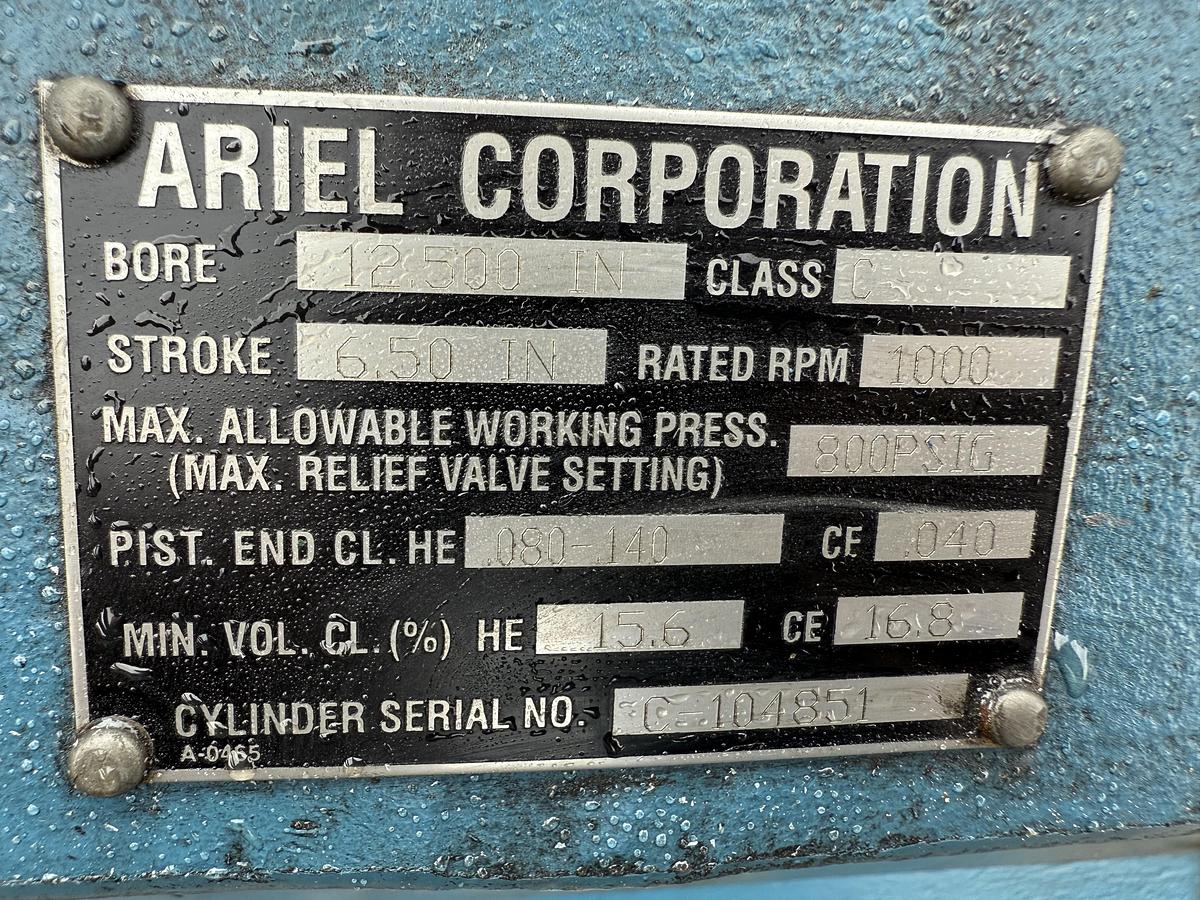 ARIEL CORPORATION
BORE 12.500 IN CLASS C
STROKE 6.50 IN RATED RPM 1000
MAX. ALLOWABLE WORKING PRESS.
(MAX. RELIEF VALVE SETTING) 800PSIG
PIST. END CL. HE .080-.140 CE .040
MIN. VOL. CL. (%) HE 15.6 CE 16.8
CYLINDER SERIAL NO. C-104851
A-0465